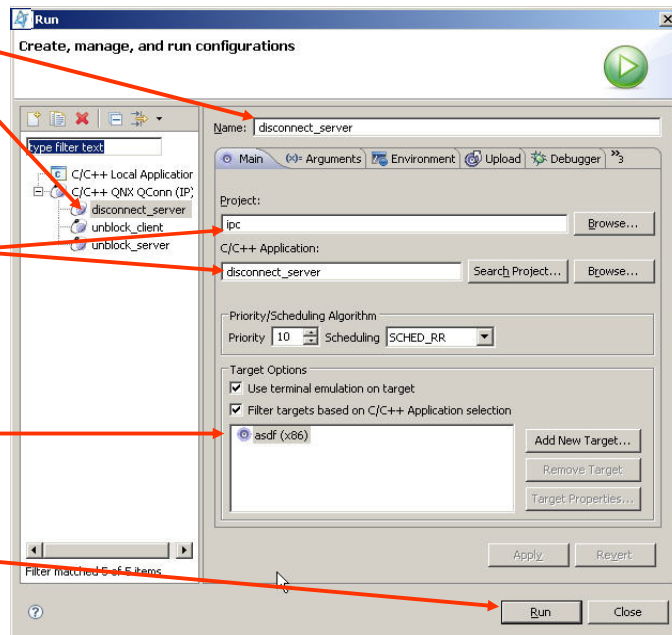 Run
Create, manage, and run configurations
Name: disconnect_server
type filter text
C/C++ Local Application
C/C++ QNX QConn (IP)
disconnect_server
unblock_client
unblock_server
Main (x)= Arguments Environment Upload Debugger »3
Project:
ipc Browse...
C/C++ Application:
disconnect_server Search Project... Browse...
Priority/Scheduling Algorithm
Priority 10 Scheduling SCHED_RR
Target Options
Use terminal emulation on target
Filter targets based on C/C++ Application selection
asdf (x86)
Add New Target...
Remove Target
Target Properties...
Filter matched 5 of 5 items
Apply Revert
Run Close